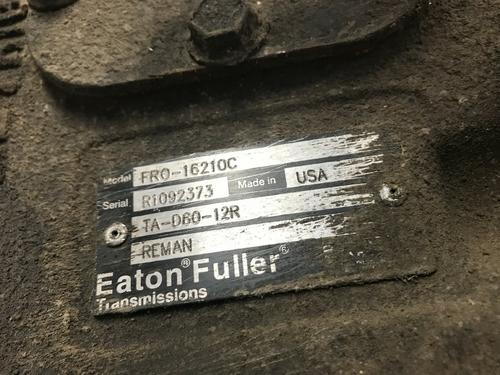 Model FRO-16210C
Serial R1092373 Made in USA
TA-D60-12R
REMAN
Eaton® Fuller®
Transmissions